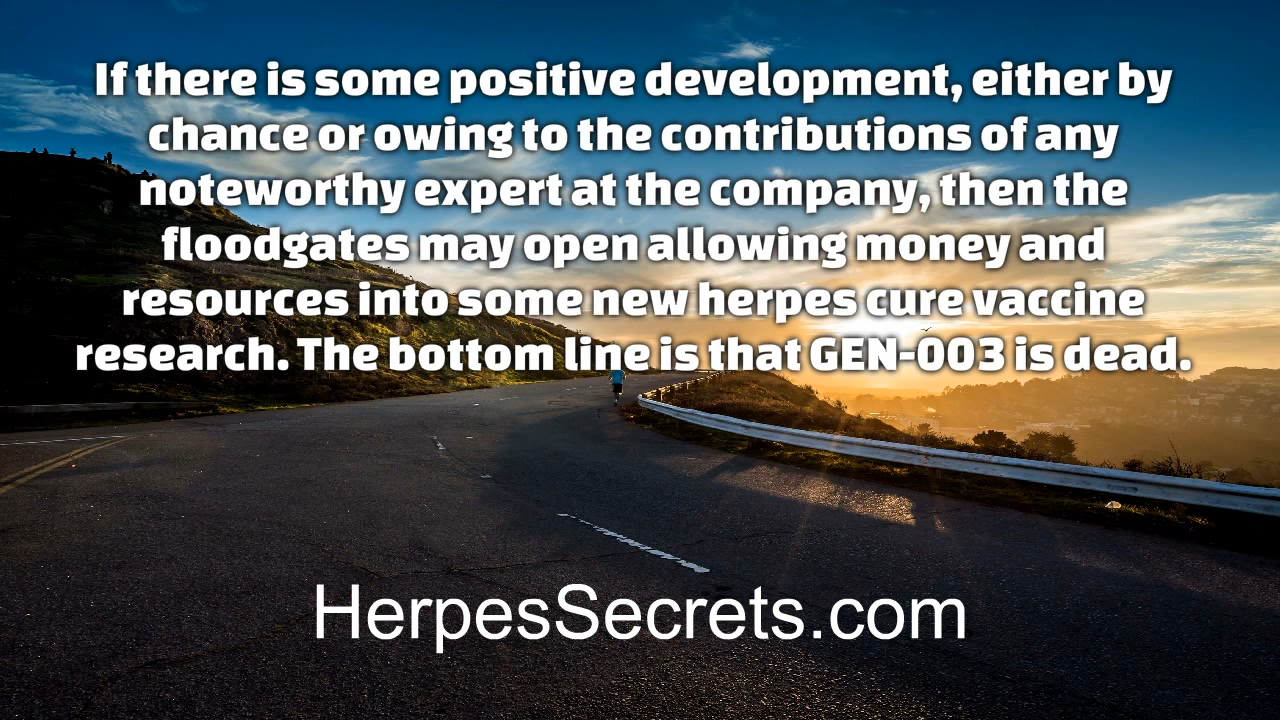 If there is some positive development, either by
chance or owing to the contributions of any
noteworthy expert at the company, then the
floodgates may open allowing money and
resources into some new herpes cure vaccine
research. The bottom line is that GEN-003 is dead.
HerpesSecrets.com